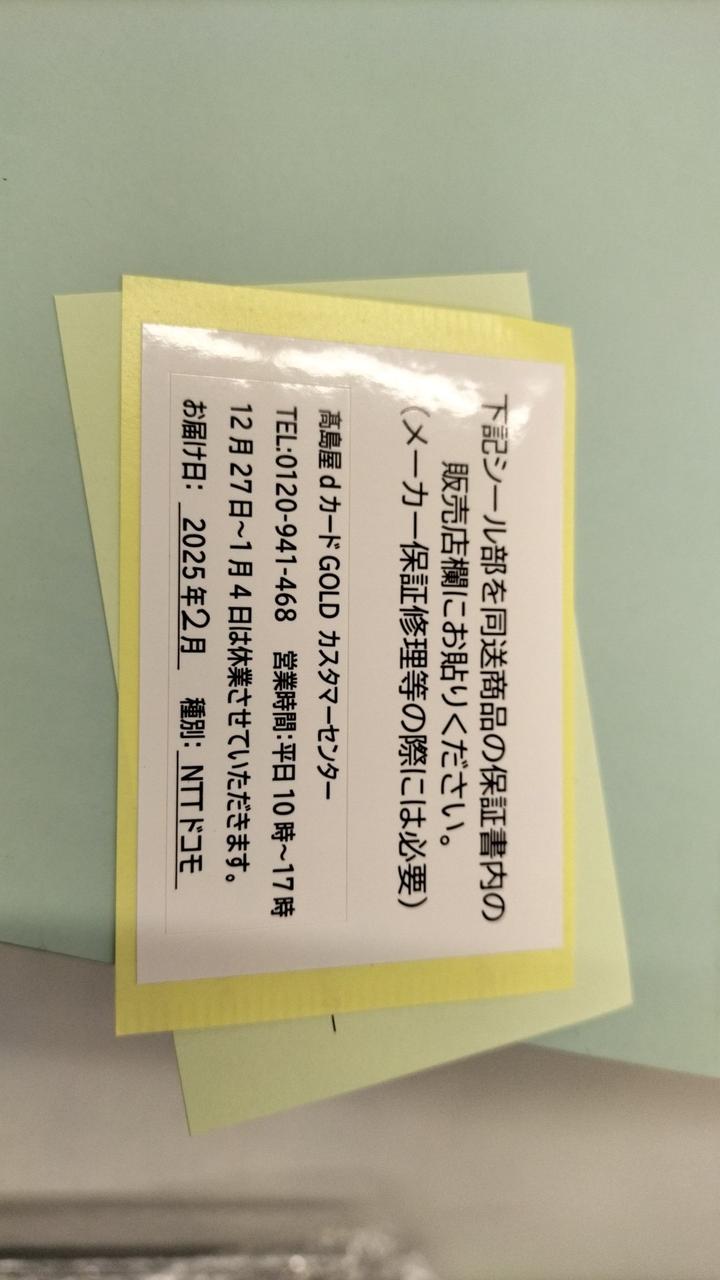 下記シール部を同送商品の保証書内の
販売店欄にお貼りください。
（メーカー保証修理等の際には必要）
髙島屋 d カード GOLD カスタマーセンター
TEL:0120-941-468 営業時間:平日 10 時～17 時
12 月 27 日～1 月 4 日は休業させていただきます。
お届け日： 2025 年2月 種別： NTT ドコモ